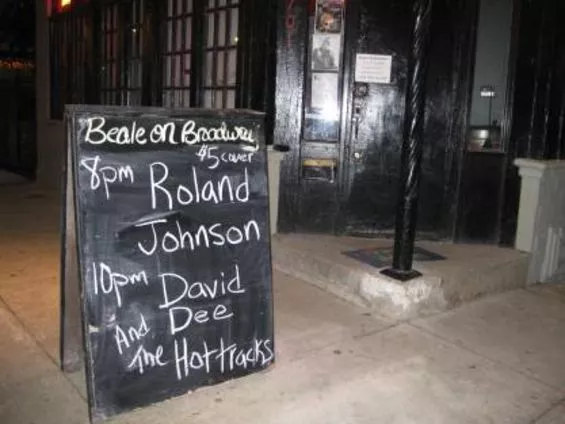 Beale on Broadway
$5 cover
8pm Roland
Johnson
10pm David
Dee
And
The Hottracks